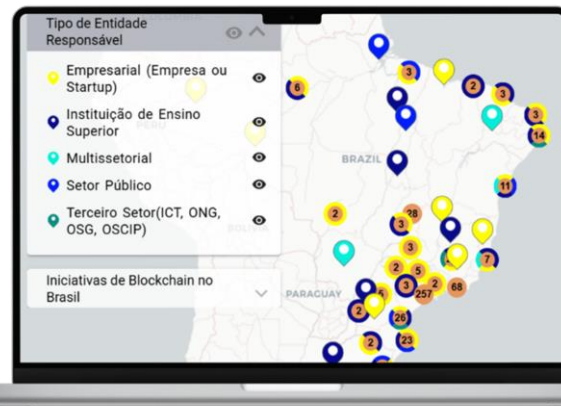 Tipo de Entidade
Responsável
Empresarial (Empresa ou
Startup)
Instituição de Ensino
Superior
Multissetorial
Setor Público
Terceiro Setor(ICT, ONG,
OSG, OSCIP)
Iniciativas de Blockchain no
Brasil
BRAZIL
PARAGUAY
6
3
2
3
3
14
11
2
28
3
3
7
2
5
3
2
257
68
2
26
2
23